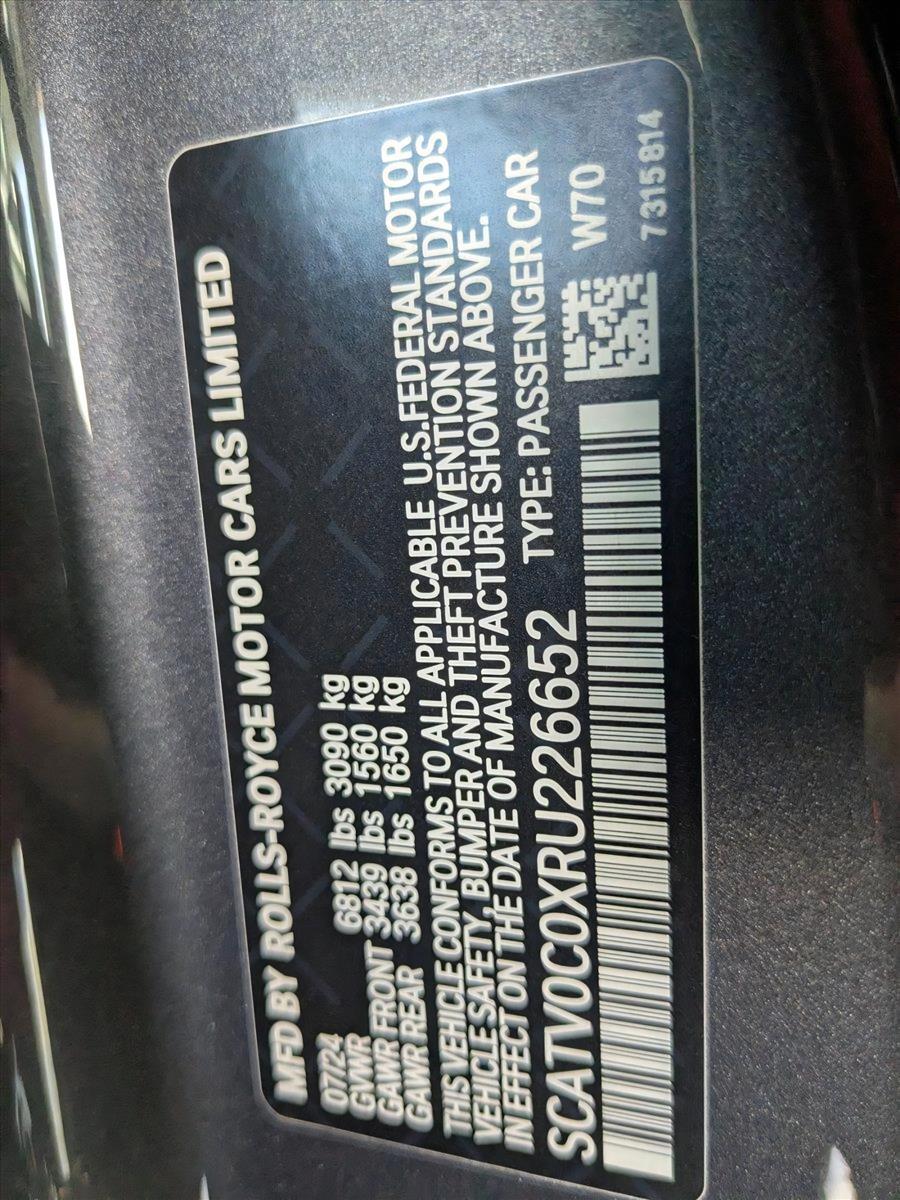 MFD BY ROLLS-ROYCE MOTOR CARS LIMITED
07/24
GVWR 6812 lbs 3090 kg
GAWR FRONT 3439 lbs 1560 kg
GAWR REAR 3638 lbs 1650 kg
THIS VEHICLE CONFORMS TO ALL APPLICABLE U.S.FEDERAL MOTOR
VEHICLE SAFETY, BUMPER AND THEFT PREVENTION STANDARDS
IN EFFECT ON THE DATE OF MANUFACTURE SHOWN ABOVE.
SCATV0C0XRU226652 TYPE: PASSENGER CAR
W70
7315814